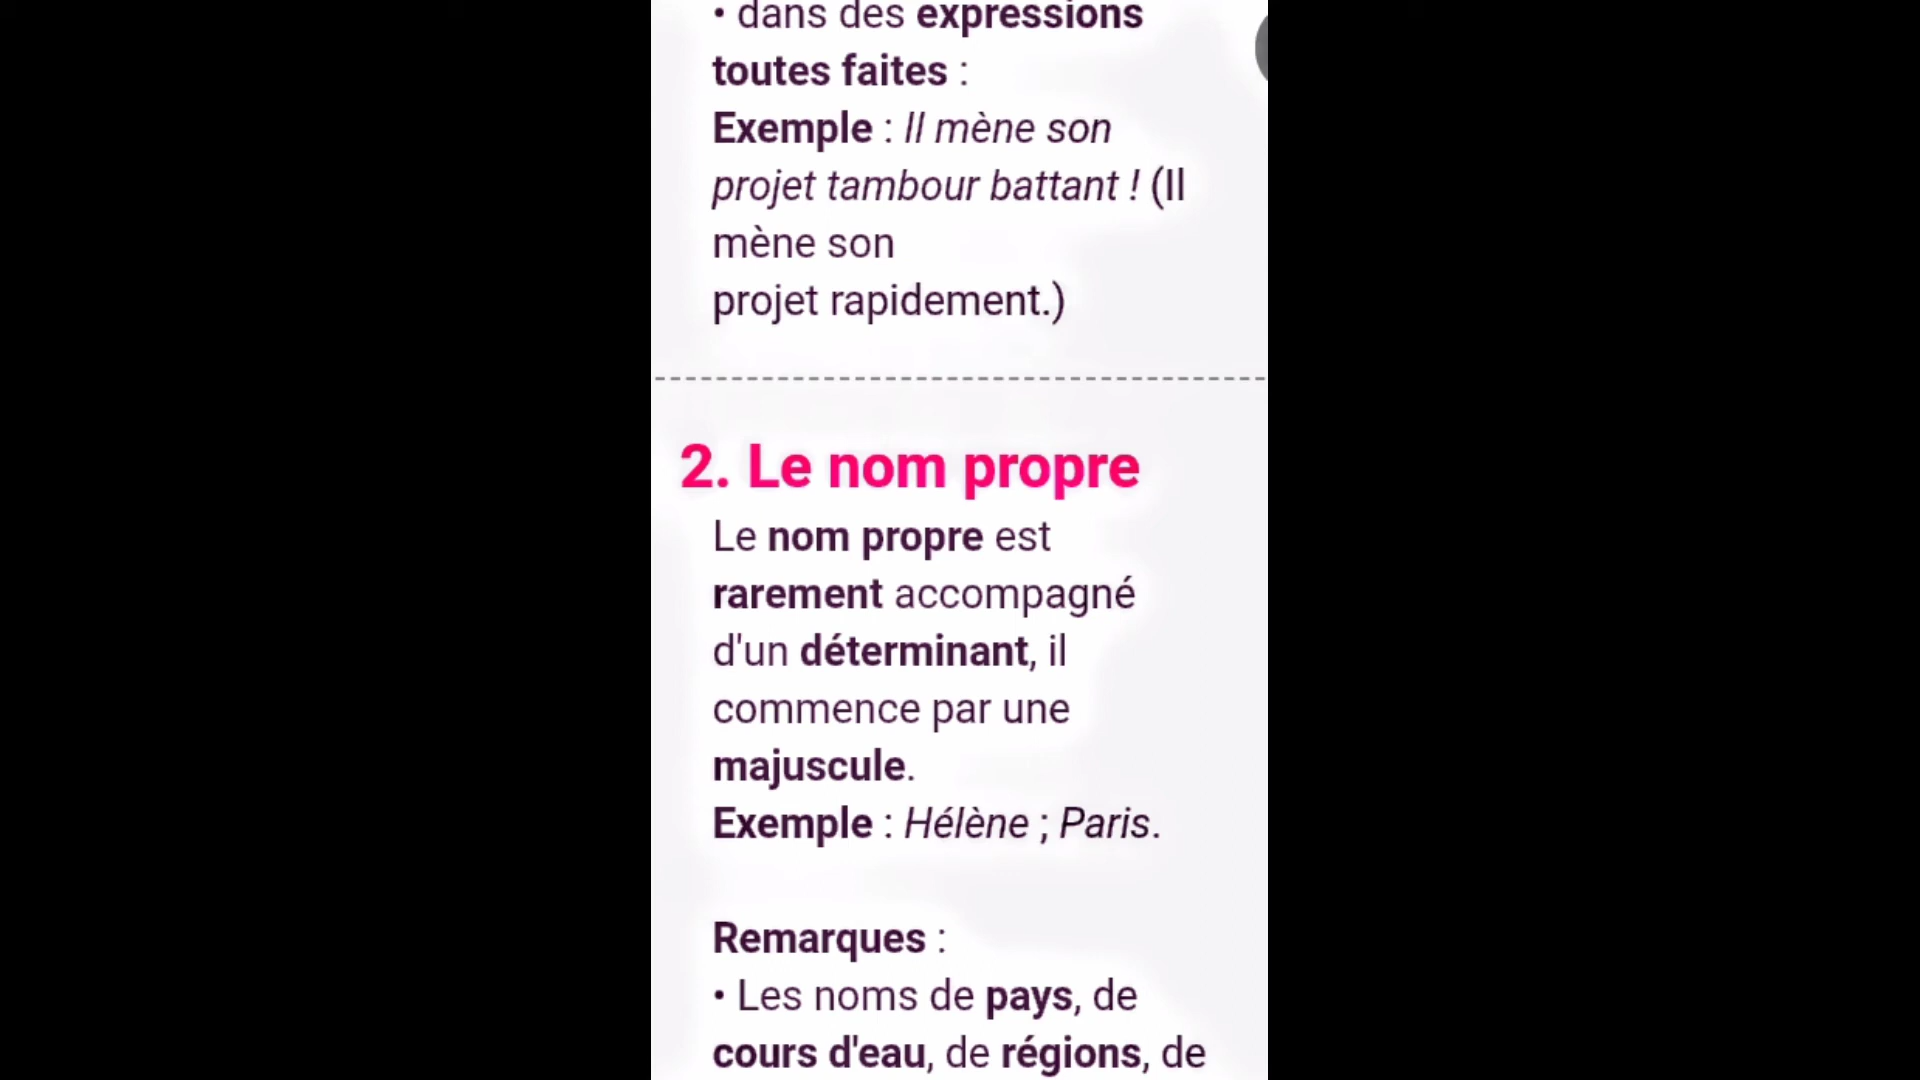 • dans des expressions
toutes faites :
Exemple : Il mène son
projet tambour battant ! (Il
mène son
projet rapidement.)
2. Le nom propre
Le nom propre est
rarement accompagné
d'un déterminant, il
commence par une
majuscule.
Exemple : Hélène ; Paris.
Remarques :
• Les noms de pays, de
cours d'eau, de régions, de